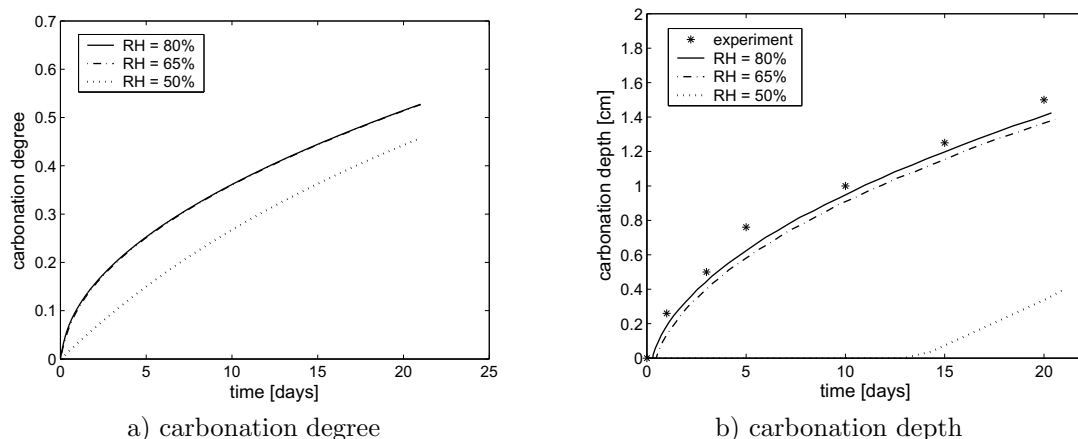 0.7
0.6
0.5
0.4
0.3
0.2
0.1
0
carbonation degree
RH = 80%
RH = 65%
RH = 50%
0 5 10 15 20 25
time [days]
a) carbonation degree
2
1.8
1.6
1.4
1.2
1
0.8
0.6
0.4
0.2
0
carbonation depth [cm]
experiment
RH = 80%
RH = 65%
RH = 50%
0 5 10 15 20
time [days]
b) carbonation depth